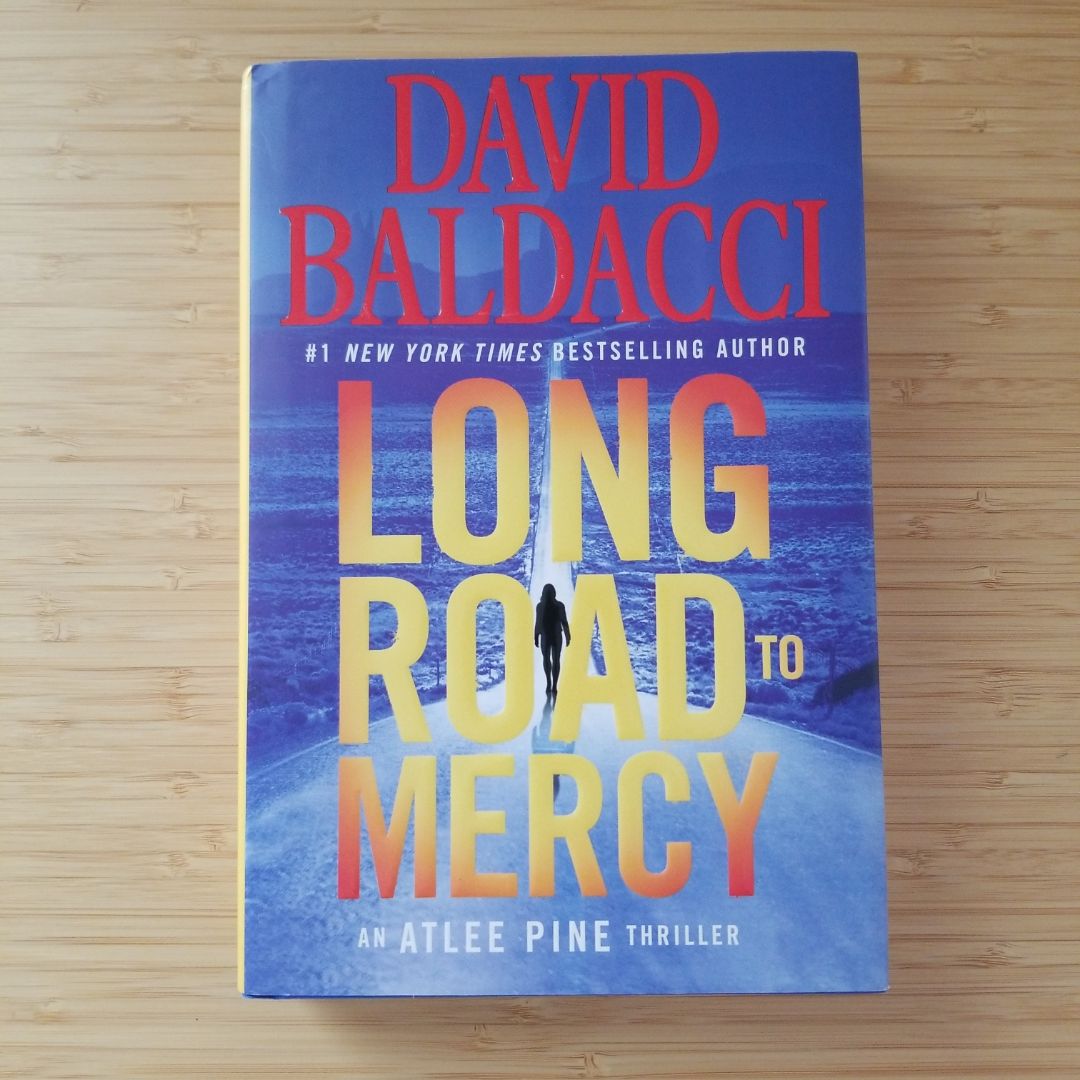 DAVID
BALDACCI
#1 NEW YORK TIMES BESTSELLING AUTHOR
LONG
ROAD TO
MERCY
AN ATLEE PINE THRILLER